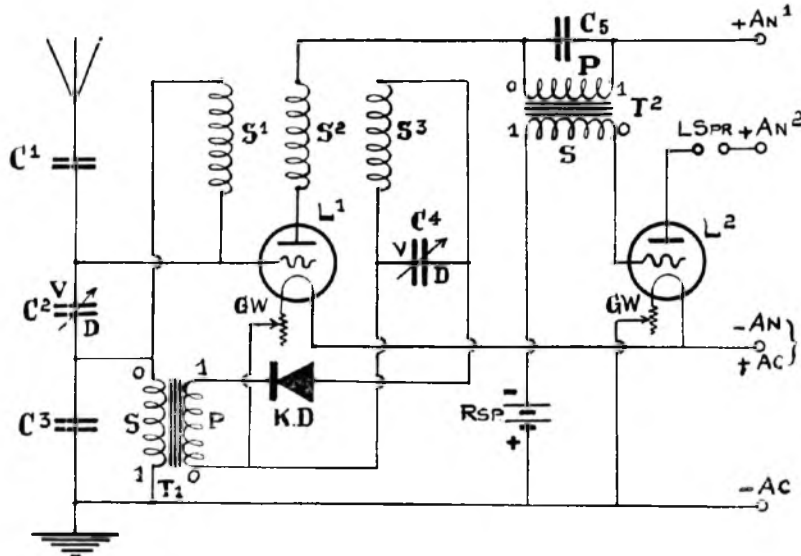 C5
+AN1
P
0
1
T2
1
0
S
LSPR
+AN2
S1
S2
S3
C1
L1
C4
V
D
L2
V
C2
D
GW
GW
-AN
+AC
0
1
S
P
K.D
C3
1
T1
0
RSP
-
+
-AC